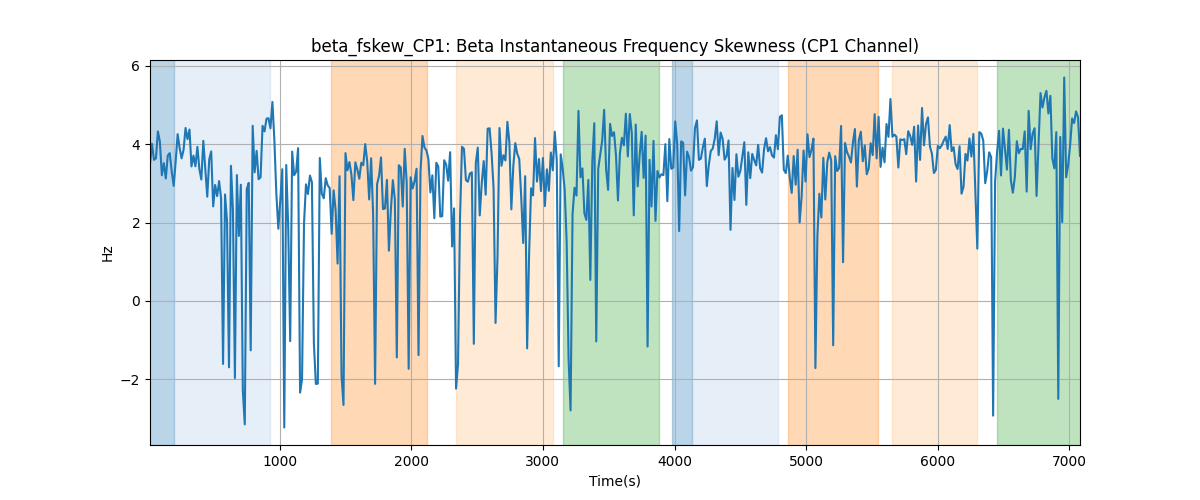 beta_fskew_CP1: Beta Instantaneous Frequency Skewness (CP1 Channel)
6
4
2
0
−2
Hz
1000 2000 3000 4000 5000 6000 7000
Time(s)